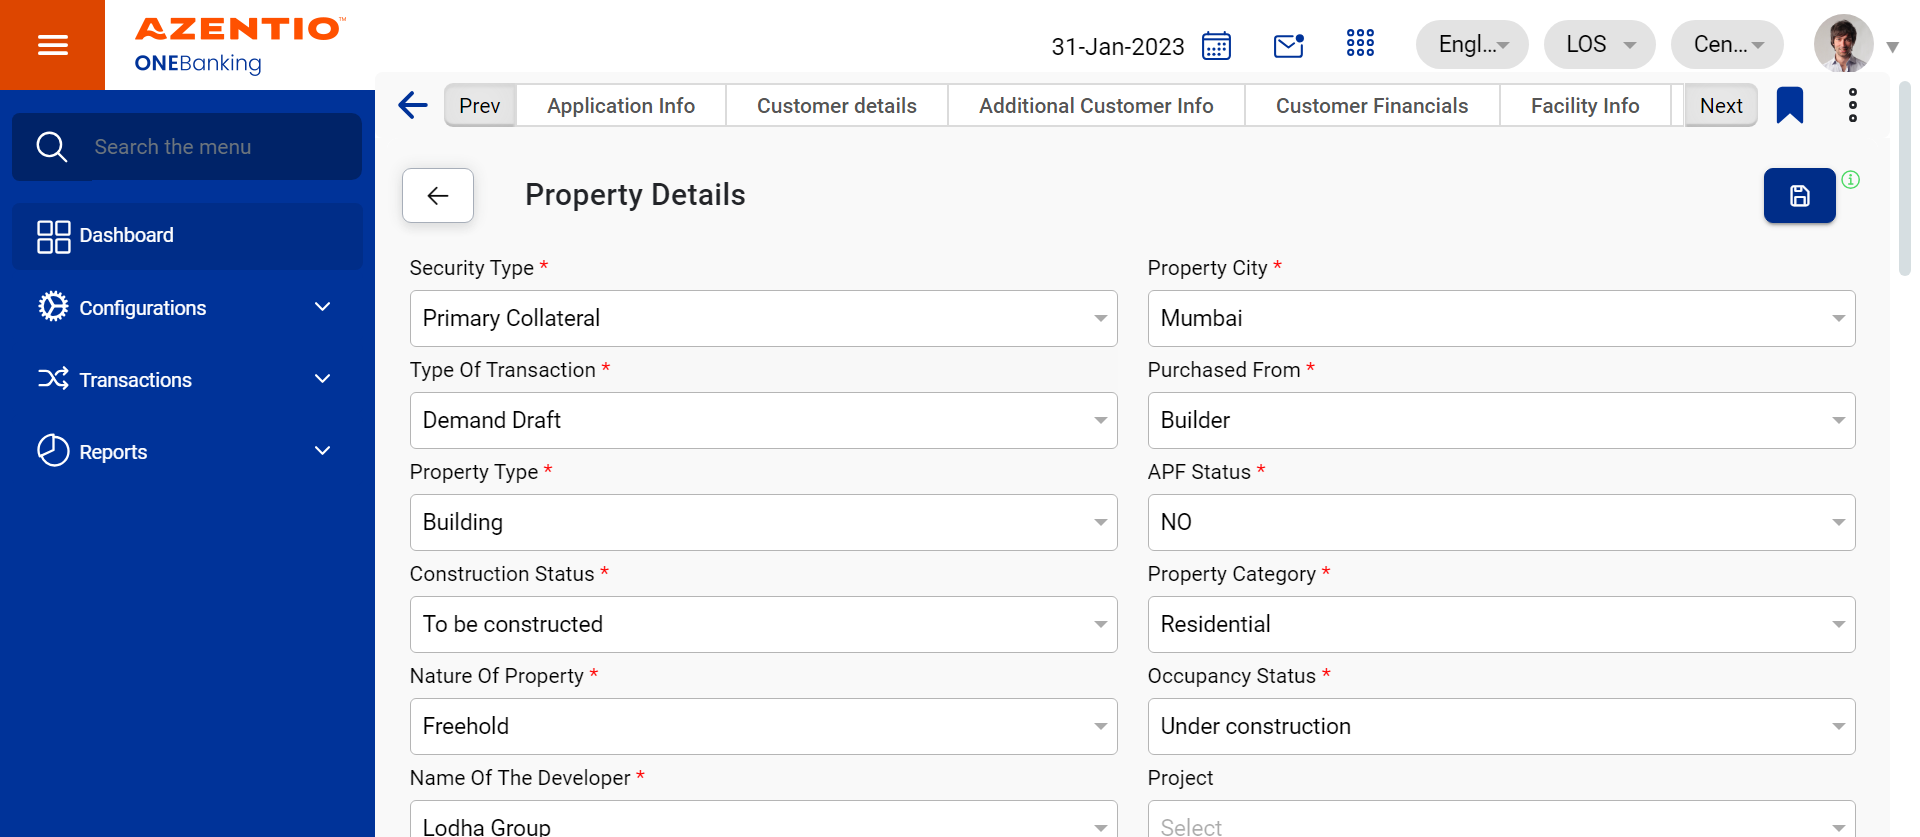 AZENTIO™
ONEBanking
31-Jan-2023
Engl...
LOS
Cen...
Search the menu
Dashboard
Configurations
Transactions
Reports
Prev
Application Info
Customer details
Additional Customer Info
Customer Financials
Facility Info
Next
Property Details
Security Type *
Primary Collateral
Property City *
Mumbai
Type Of Transaction *
Demand Draft
Purchased From *
Builder
Property Type *
Building
APF Status *
NO
Construction Status *
To be constructed
Property Category *
Residential
Nature Of Property *
Freehold
Occupancy Status *
Under construction
Name Of The Developer *
Lodha Group
Project
Select